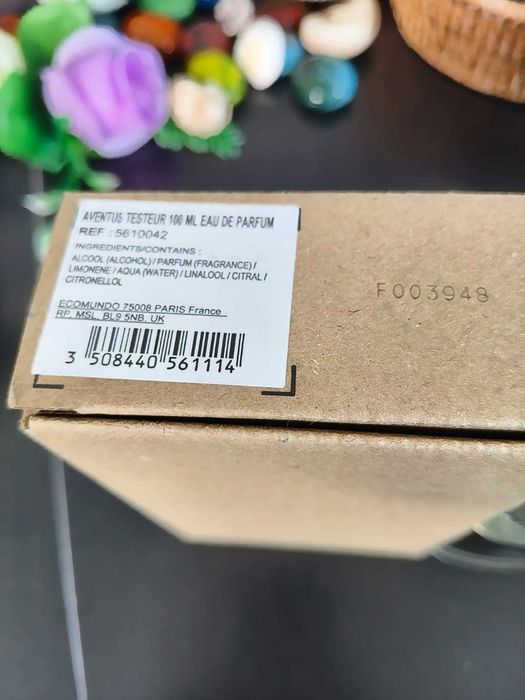 AVENTUS TESTEUR 100 ML EAU DE PARFUM
REF : 5610042
INGREDIENTS/CONTAINS :
ALCOOL (ALCOHOL) / PARFUM (FRAGRANCE) /
LIMONENE / AQUA (WATER) / LINALOOL / CITRAL /
CITRONELLOL
ECOMUNDO 75008 PARIS France
RP, MSL, BL9 5NB, UK
3 508440 561114
F003948